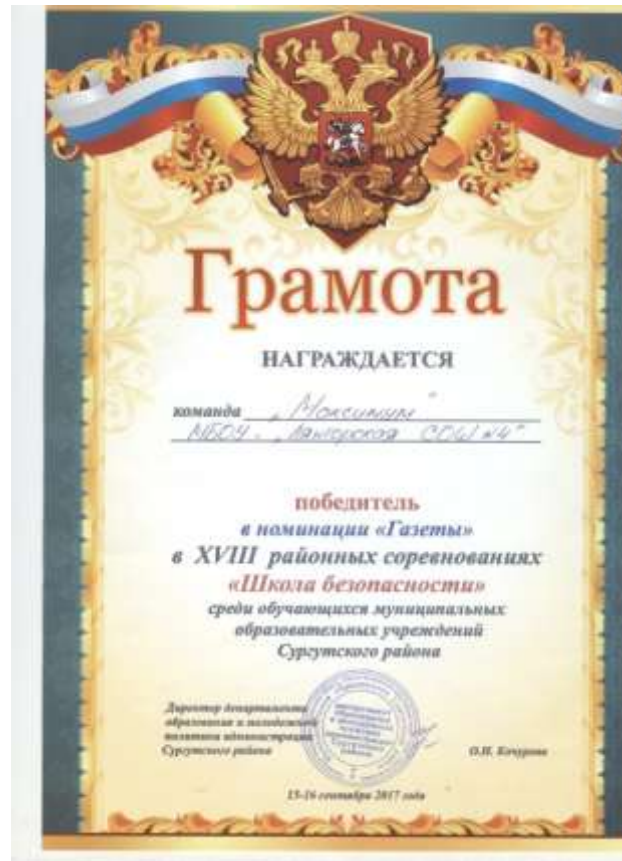 Грамота
НАГРАЖДАЕТСЯ
команда „Максимум"
МБОУ „Лянторская СОШ №4"
победитель
в номинации «Газеты»
в XVIII районных соревнованиях
«Школа безопасности»
среди обучающихся муниципальных
образовательных учреждений
Сургутского района
Директор департамента
образования и молодежной
политики администрации
Сургутского района
О.И. Кочурова
15-16 сентября 2017 года